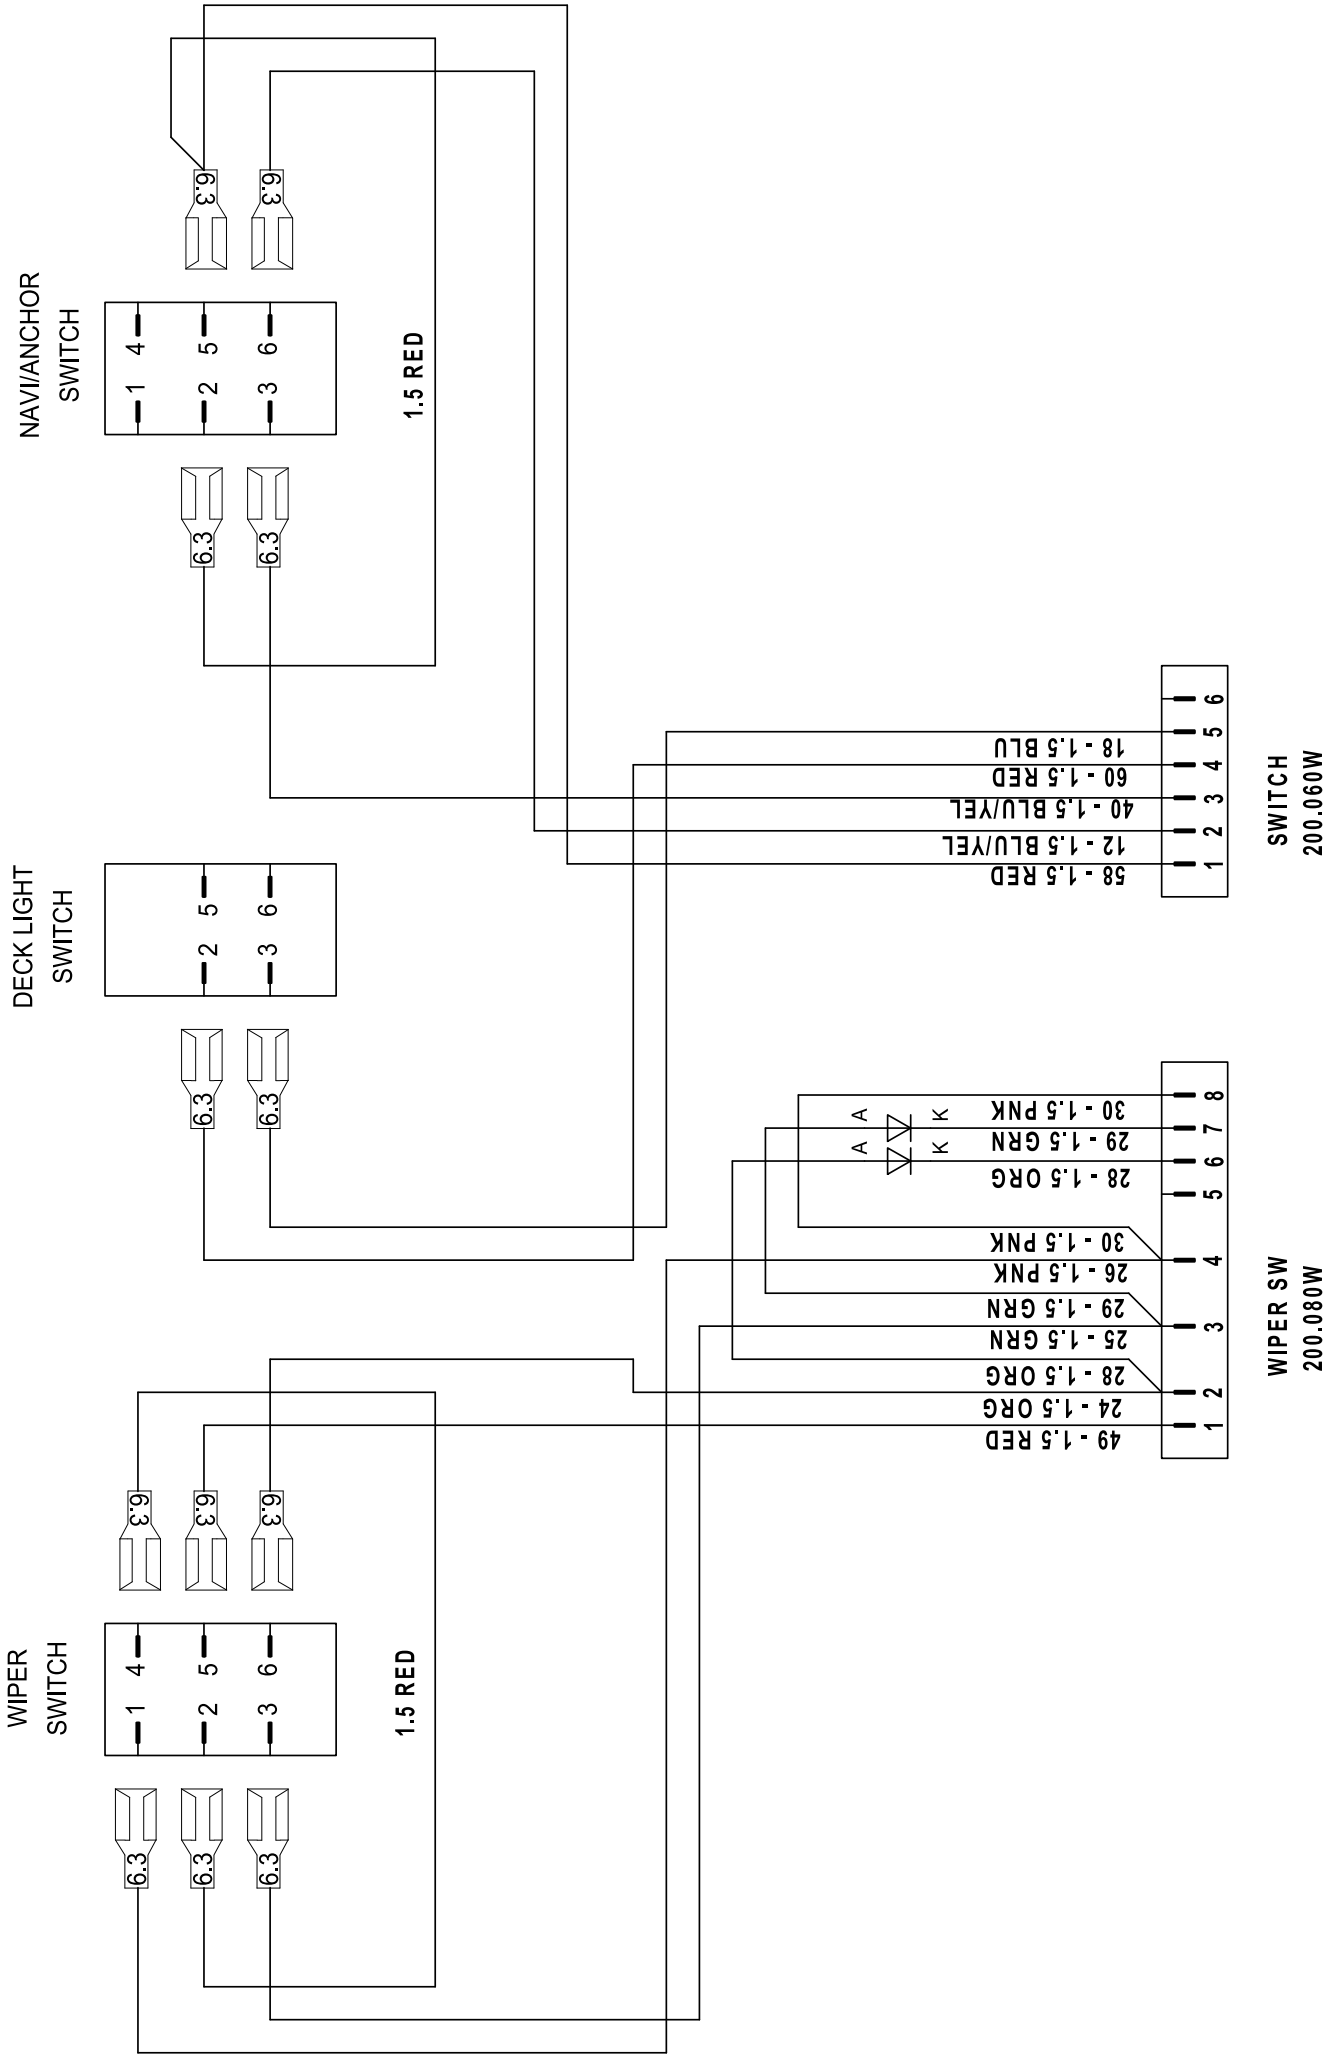 NAVI/ANCHOR
SWITCH
6.3
6.3
1 4
2 5
3 6
6.3
6.3
1.5 RED
DECK LIGHT
SWITCH
2 5
3 6
6.3
6.3
WIPER
SWITCH
6.3
6.3
6.3
1 4
2 5
3 6
6.3
6.3
6.3
1.5 RED
18 - 1.5 BLU
60 - 1.5 RED
40 - 1.5 BLU/YEL
12 - 1.5 BLU/YEL
58 - 1.5 RED
6
5
4
3
2
1
SWITCH
200.060W
A
K
A
K
30 - 1.5 PNK
29 - 1.5 GRN
28 - 1.5 ORG
30 - 1.5 PNK
26 - 1.5 PNK
29 - 1.5 GRN
25 - 1.5 GRN
28 - 1.5 ORG
24 - 1.5 ORG
49 - 1.5 RED
8
7
6
5
4
3
2
1
WIPER SW
200.080W